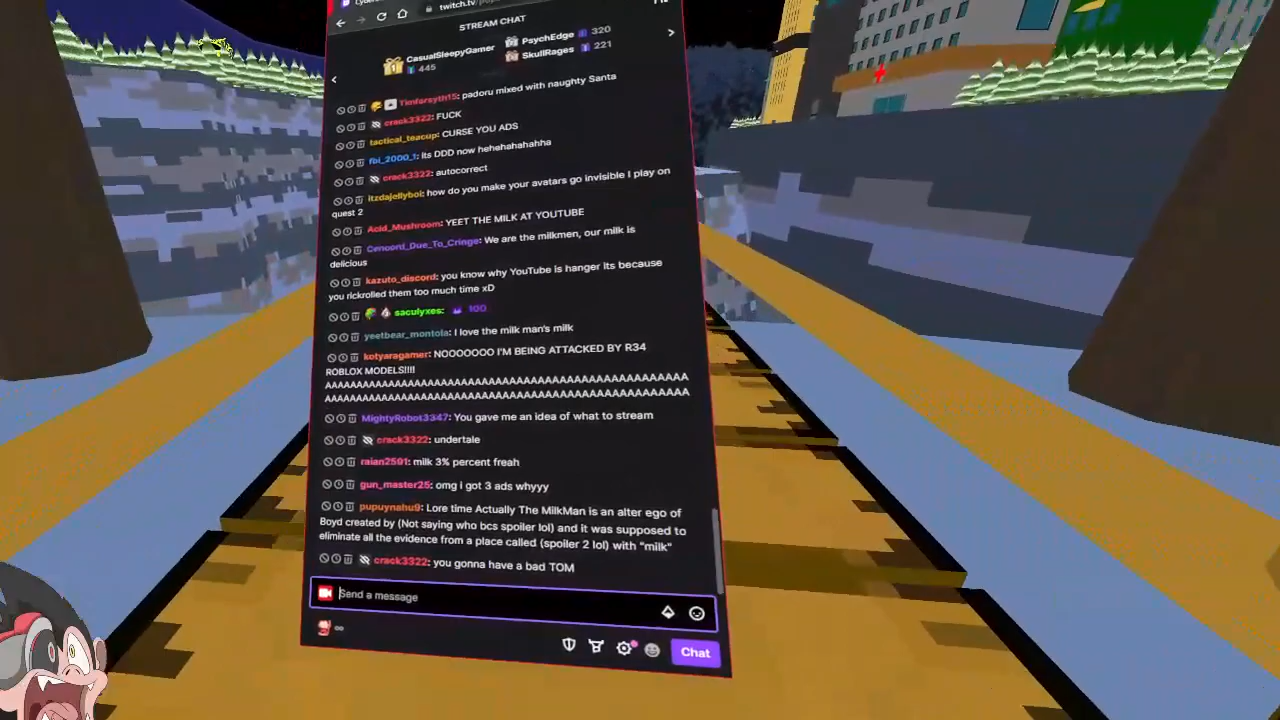 twitch.tv/
STREAM CHAT
CasualSleepyGamer
445
PsychEdge 320
SkullRages 221
Timforsyth15: padoru mixed with naughty Santa
crack3322: FUCK
tactical_teacup: CURSE YOU ADS
fbi_2000_1: its DDD now hehehahahahha
crack3322: autocorrect
itzdajellyboi: how do you make your avatars go invisible I play on
quest 2
Acid_Mushroom: YEET THE MILK AT YOUTUBE
Cencord_Due_To_Cringe: We are the milkmen, our milk is
delicious
kazuto_discord: you know why YouTube is hanger its because
you rickrolled them too much time xD
saculyxes: 100
yeetbear_montola: I love the milk man's milk
kotyaragamer: NOOOOOOO I'M BEING ATTACKED BY R34
ROBLOX MODELS!!!!
AAAAAAAAAAAAAAAAAAAAAAAAAAAAAAAAAAAAAAAAAAAAAAAA
AAAAAAAAAAAAAAAAAAAAAAAAAAAAAAAAAAAAAAAAAAAAAAAA
MightyRobot3347: You gave me an idea of what to stream
crack3322: undertale
raian2591: milk 3% percent freah
gun_master25: omg i got 3 ads whyyy
pupuynahu9: Lore time Actually The MilkMan is an alter ego of
Boyd created by (Not saying who bcs spoiler lol) and it was supposed to
eliminate all the evidence from a place called (spoiler 2 lol) with "milk"
crack3322: you gonna have a bad TOM
Send a message
∞
Chat